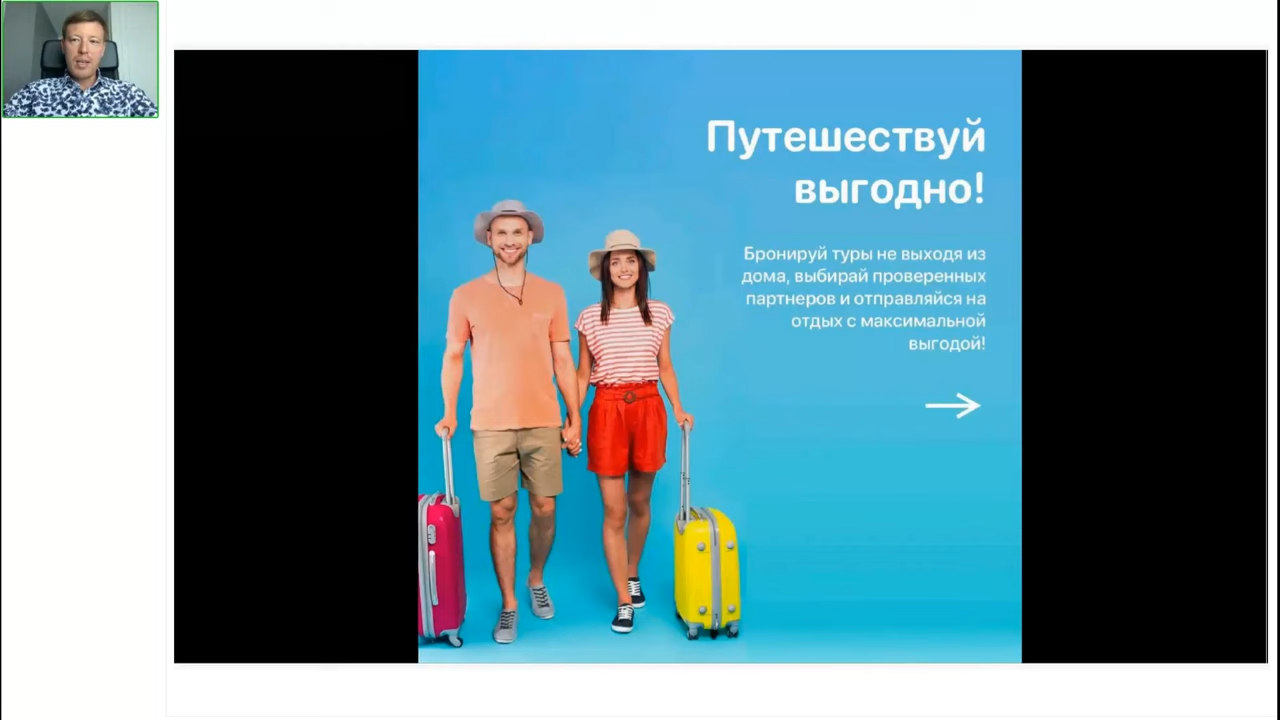 Путешествуй
выгодно!
Бронируй туры не выходя из
дома, выбирай проверенных
партнеров и отправляйся на
отдых с максимальной
выгодой!